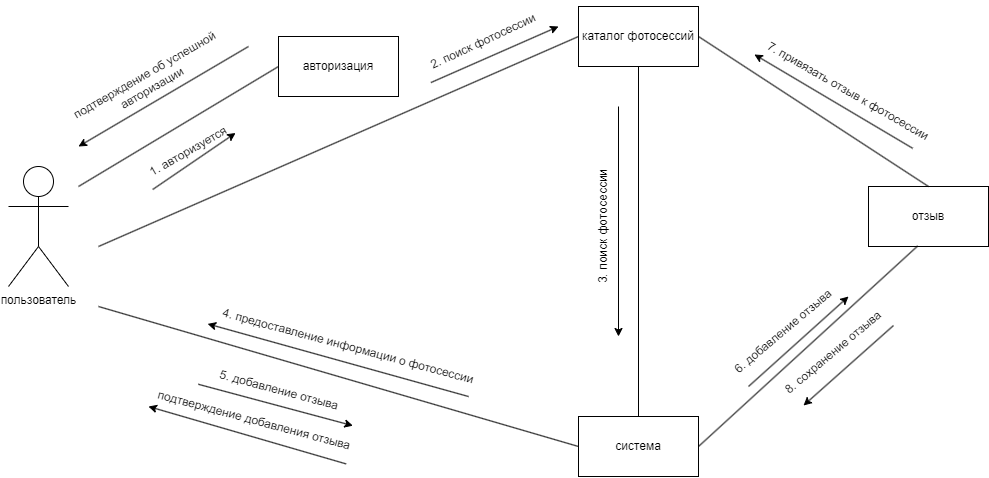 подтверждение об успешной
авторизации
авторизация
1. авторизуется
2. поиск фотосессии
каталог фотосессий
7. привязать отзыв к фотосессии
3. поиск фотосессии
отзыв
пользователь
4. предоставление информации о фотосессии
5. добавление отзыва
подтверждение добавления отзыва
6. добавление отзыва
8. сохранение отзыва
система